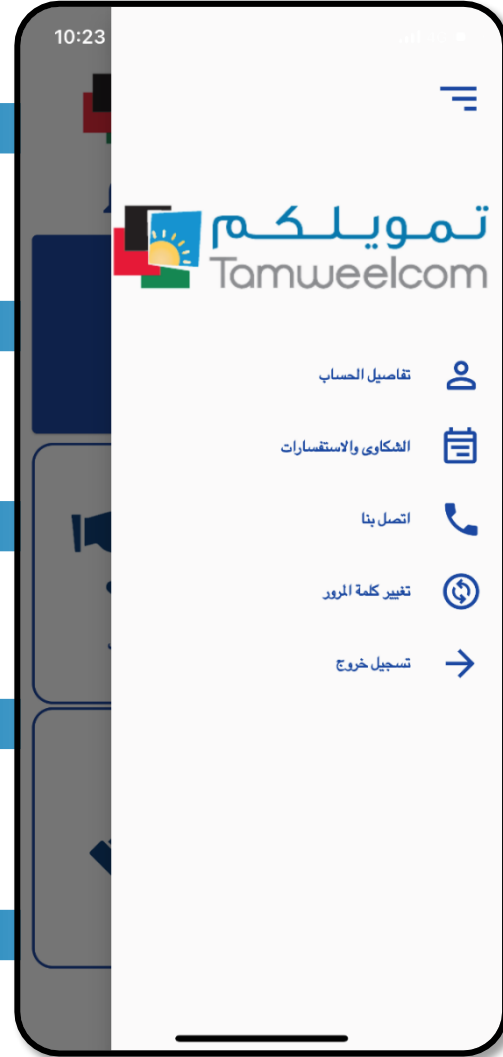 10:23
تمويلكم
Tamweelcom
تفاصيل الحساب
الشكاوى والاستفسارات
اتصل بنا
تغيير كلمة المرور
تسجيل خروج